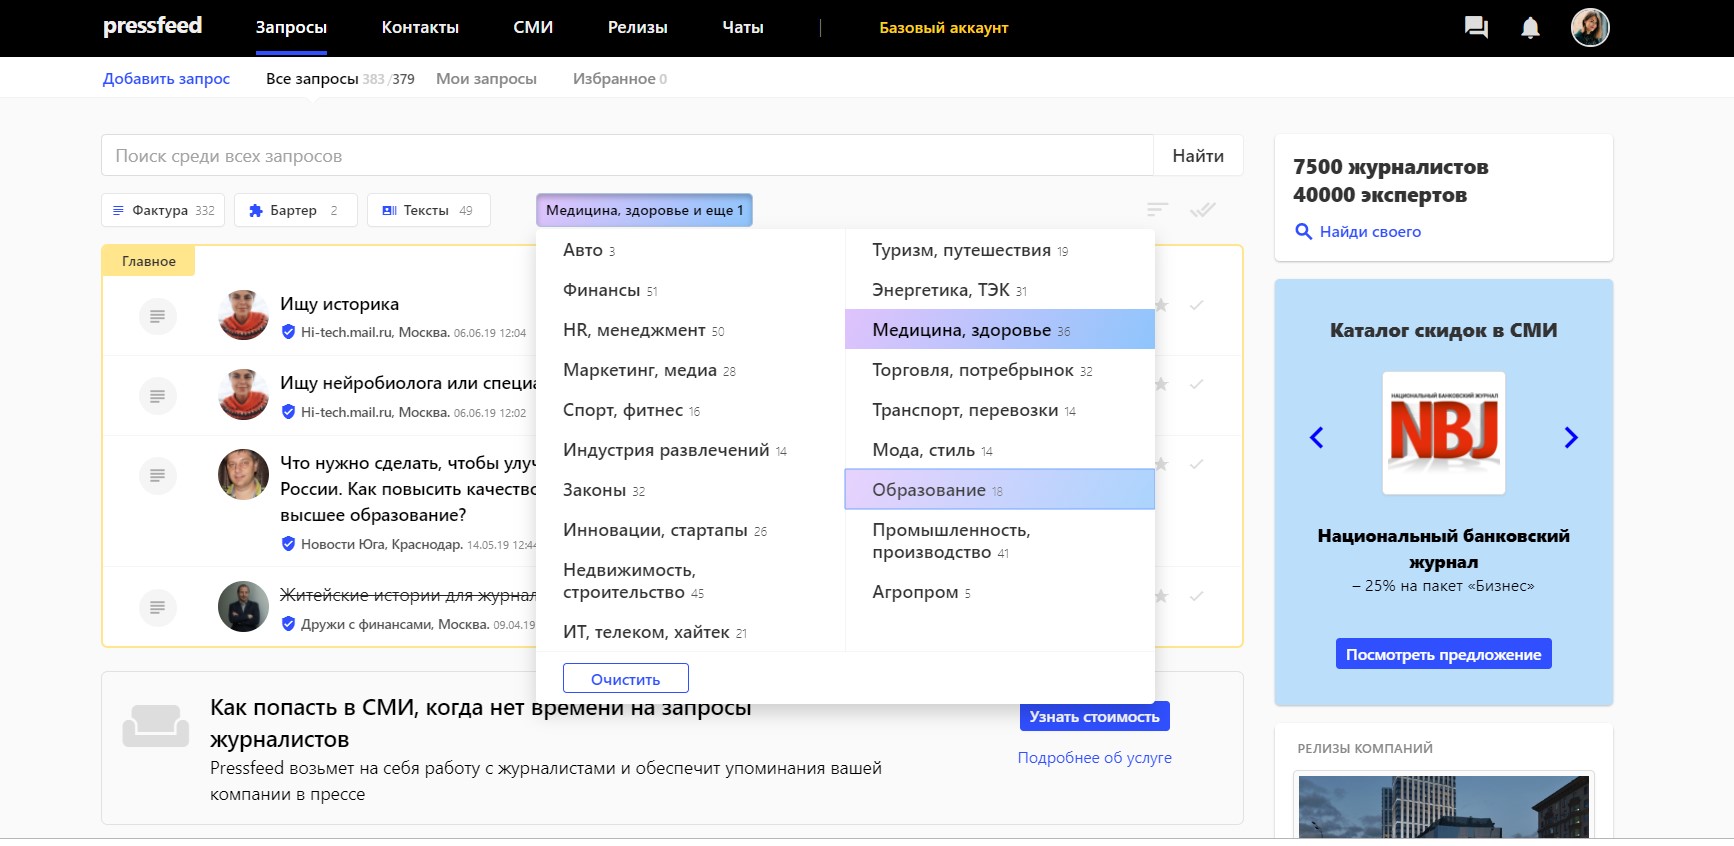 pressfeed
Запросы
Контакты
СМИ
Релизы
Чаты
Базовый аккаунт
Добавить запрос
Все запросы 383/379
Мои запросы
Избранное 0
Поиск среди всех запросов
Найти
Фактура 332
Бартер 2
Тексты 49
Медицина, здоровье и еще 1
Главное
Ищу историка
Hi-tech.mail.ru, Москва. 06.06.19 12:04
Ищу нейробиолога или специа
Hi-tech.mail.ru, Москва. 06.06.19 12:02
Что нужно сделать, чтобы улуч
России. Как повысить качество
высшее образование?
Новости Юга, Краснодар. 14.05.19 12:44
Житейские истории для журнал
Дружи с финансами, Москва. 09.04.19
Авто 3
Финансы 51
HR, менеджмент 50
Маркетинг, медиа 28
Спорт, фитнес 16
Индустрия развлечений 14
Законы 32
Инновации, стартапы 26
Недвижимость,
строительство 45
ИТ, телеком, хайтек 21
Туризм, путешествия 19
Энергетика, ТЭК 31
Медицина, здоровье 36
Торговля, потребрынок 32
Транспорт, перевозки 14
Мода, стиль 14
Образование 18
Промышленность,
производство 41
Агропром 5
Очистить
Как попасть в СМИ, когда нет времени на запросы
журналистов
Pressfeed возьмет на себя работу с журналистами и обеспечит упоминания вашей
компании в прессе
Узнать стоимость
Подробнее об услуге
7500 журналистов
40000 экспертов
Найди своего
Каталог скидок в СМИ
НАЦИОНАЛЬНЫЙ БАНКОВСКИЙ ЖУРНАЛ
NBJ
Национальный банковский
журнал
– 25% на пакет «Бизнес»
Посмотреть предложение
РЕЛИЗЫ КОМПАНИЙ